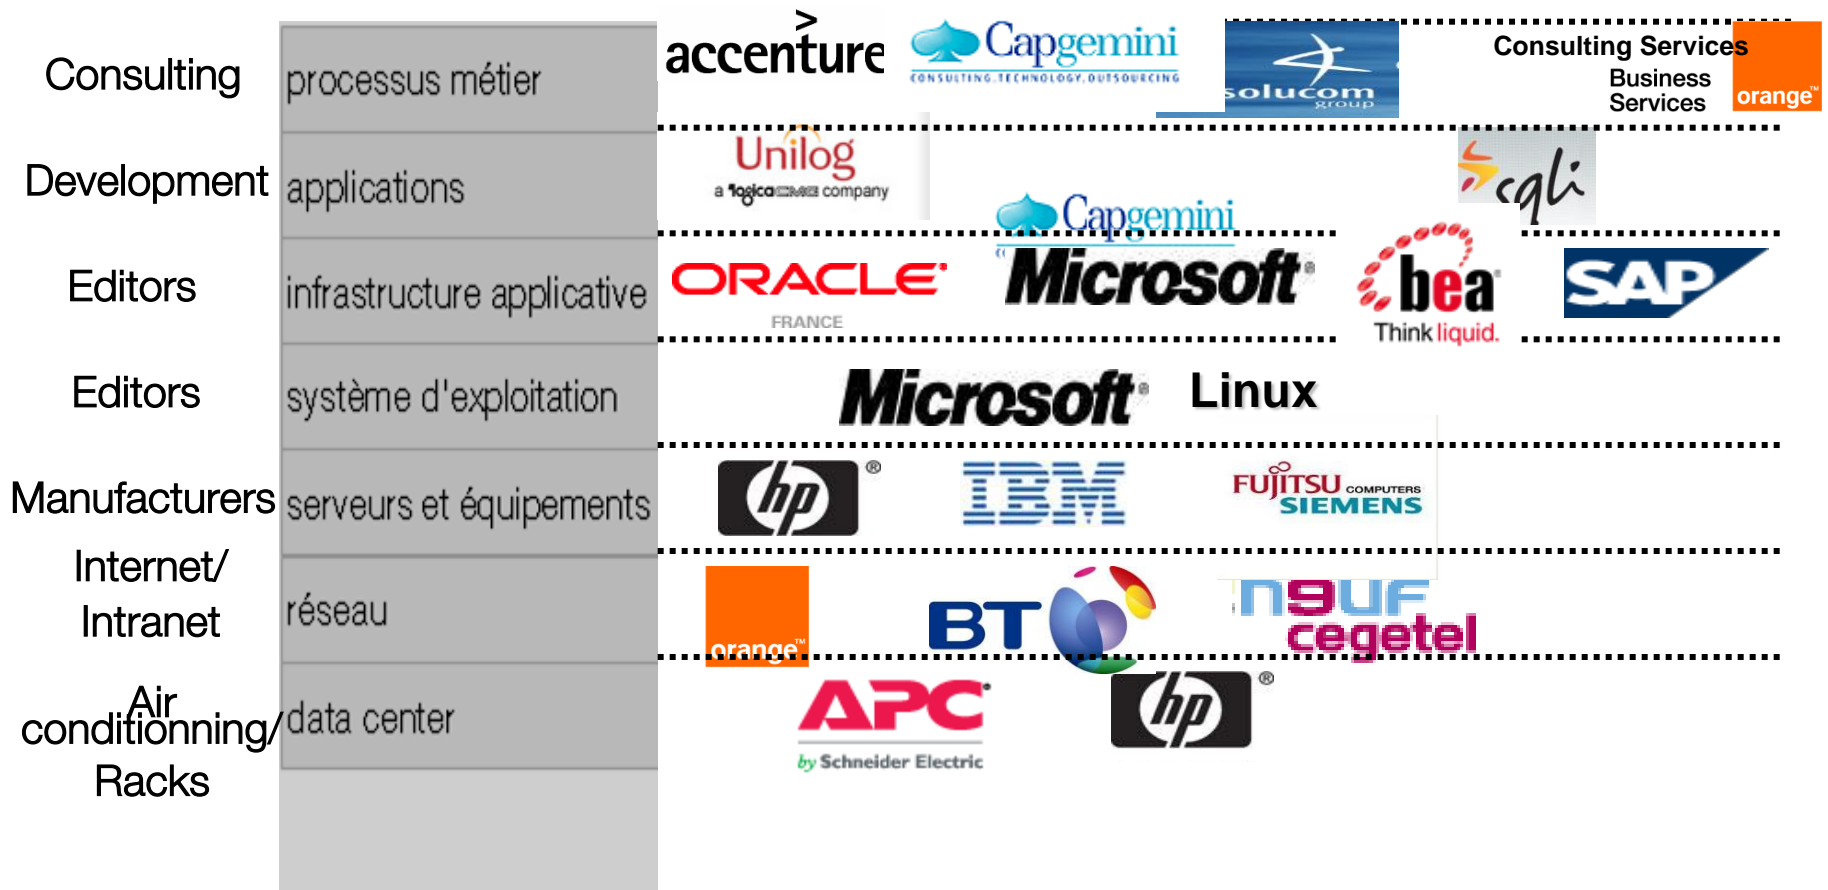 Consulting
processus métier
>
accenture
Capgemini
CONSULTING.TECHNOLOGY.OUTSOURCING
solucom
group
Consulting Services
Business
Services
orange™
Development
applications
Unilog
a logicaCMG company
Capgemini
sqli
Editors
infrastructure applicative
ORACLE
FRANCE
Microsoft®
bea
Think liquid.
SAP
Editors
système d'exploitation
Microsoft®
Linux
Manufacturers
serveurs et équipements
hp®
IBM
FUJITSU COMPUTERS
SIEMENS
Internet/
Intranet
réseau
orange™
BT
neuf
cegetel
Air
conditionning/
Racks
data center
APC
by Schneider Electric
hp®